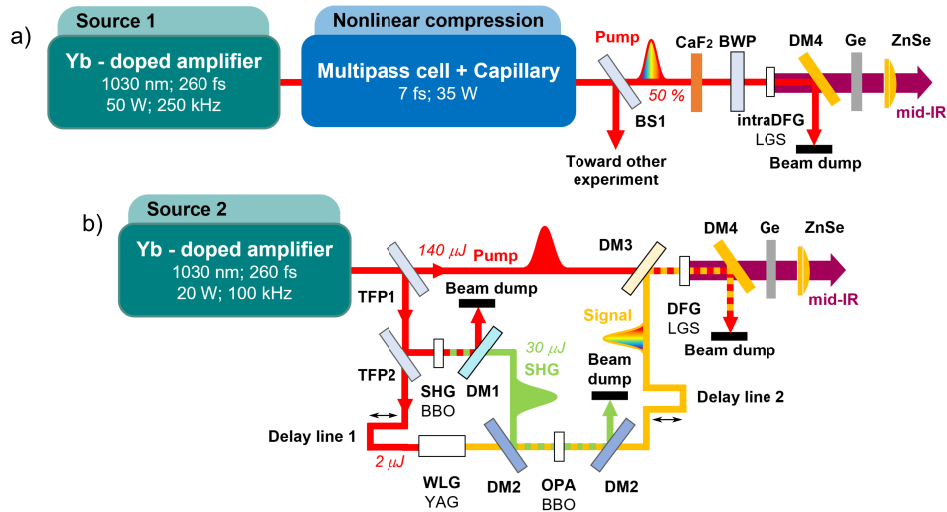 a)
Source 1
Yb - doped amplifier
1030 nm; 260 fs
50 W; 250 kHz
Nonlinear compression
Multipass cell + Capillary
7 fs; 35 W
Pump
50 %
BS1
Toward other
experiment
CaF2
BWP
intraDFG
LGS
DM4
Ge
ZnSe
mid-IR
Beam dump
b)
Source 2
Yb - doped amplifier
1030 nm; 260 fs
20 W; 100 kHz
140 µJ
Pump
TFP1
Beam dump
TFP2
SHG
BBO
DM1
30 µJ
SHG
Delay line 1
2 µJ
WLG
YAG
DM2
OPA
BBO
DM2
Beam
dump
Signal
Delay line 2
DM3
DFG
LGS
DM4
Ge
ZnSe
mid-IR
Beam dump